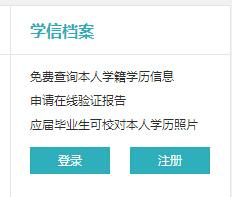 学信档案
免费查询本人学籍学历信息
申请在线验证报告
应届毕业生可校对本人学历照片
登录
注册